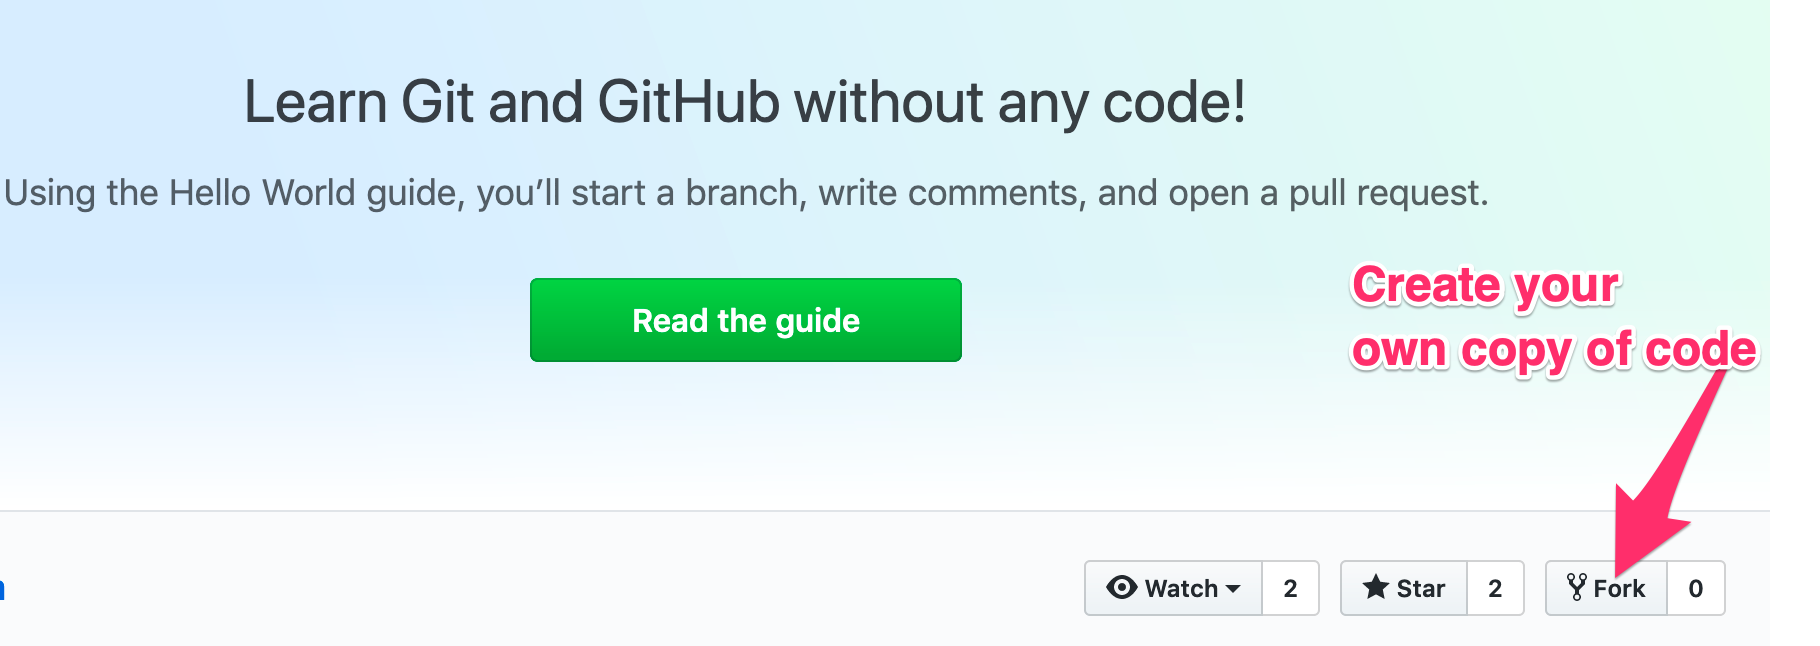 Learn Git and GitHub without any code!
Using the Hello World guide, you’ll start a branch, write comments, and open a pull request.
Read the guide
Create your
own copy of code
Watch 2 Star 2 Fork 0